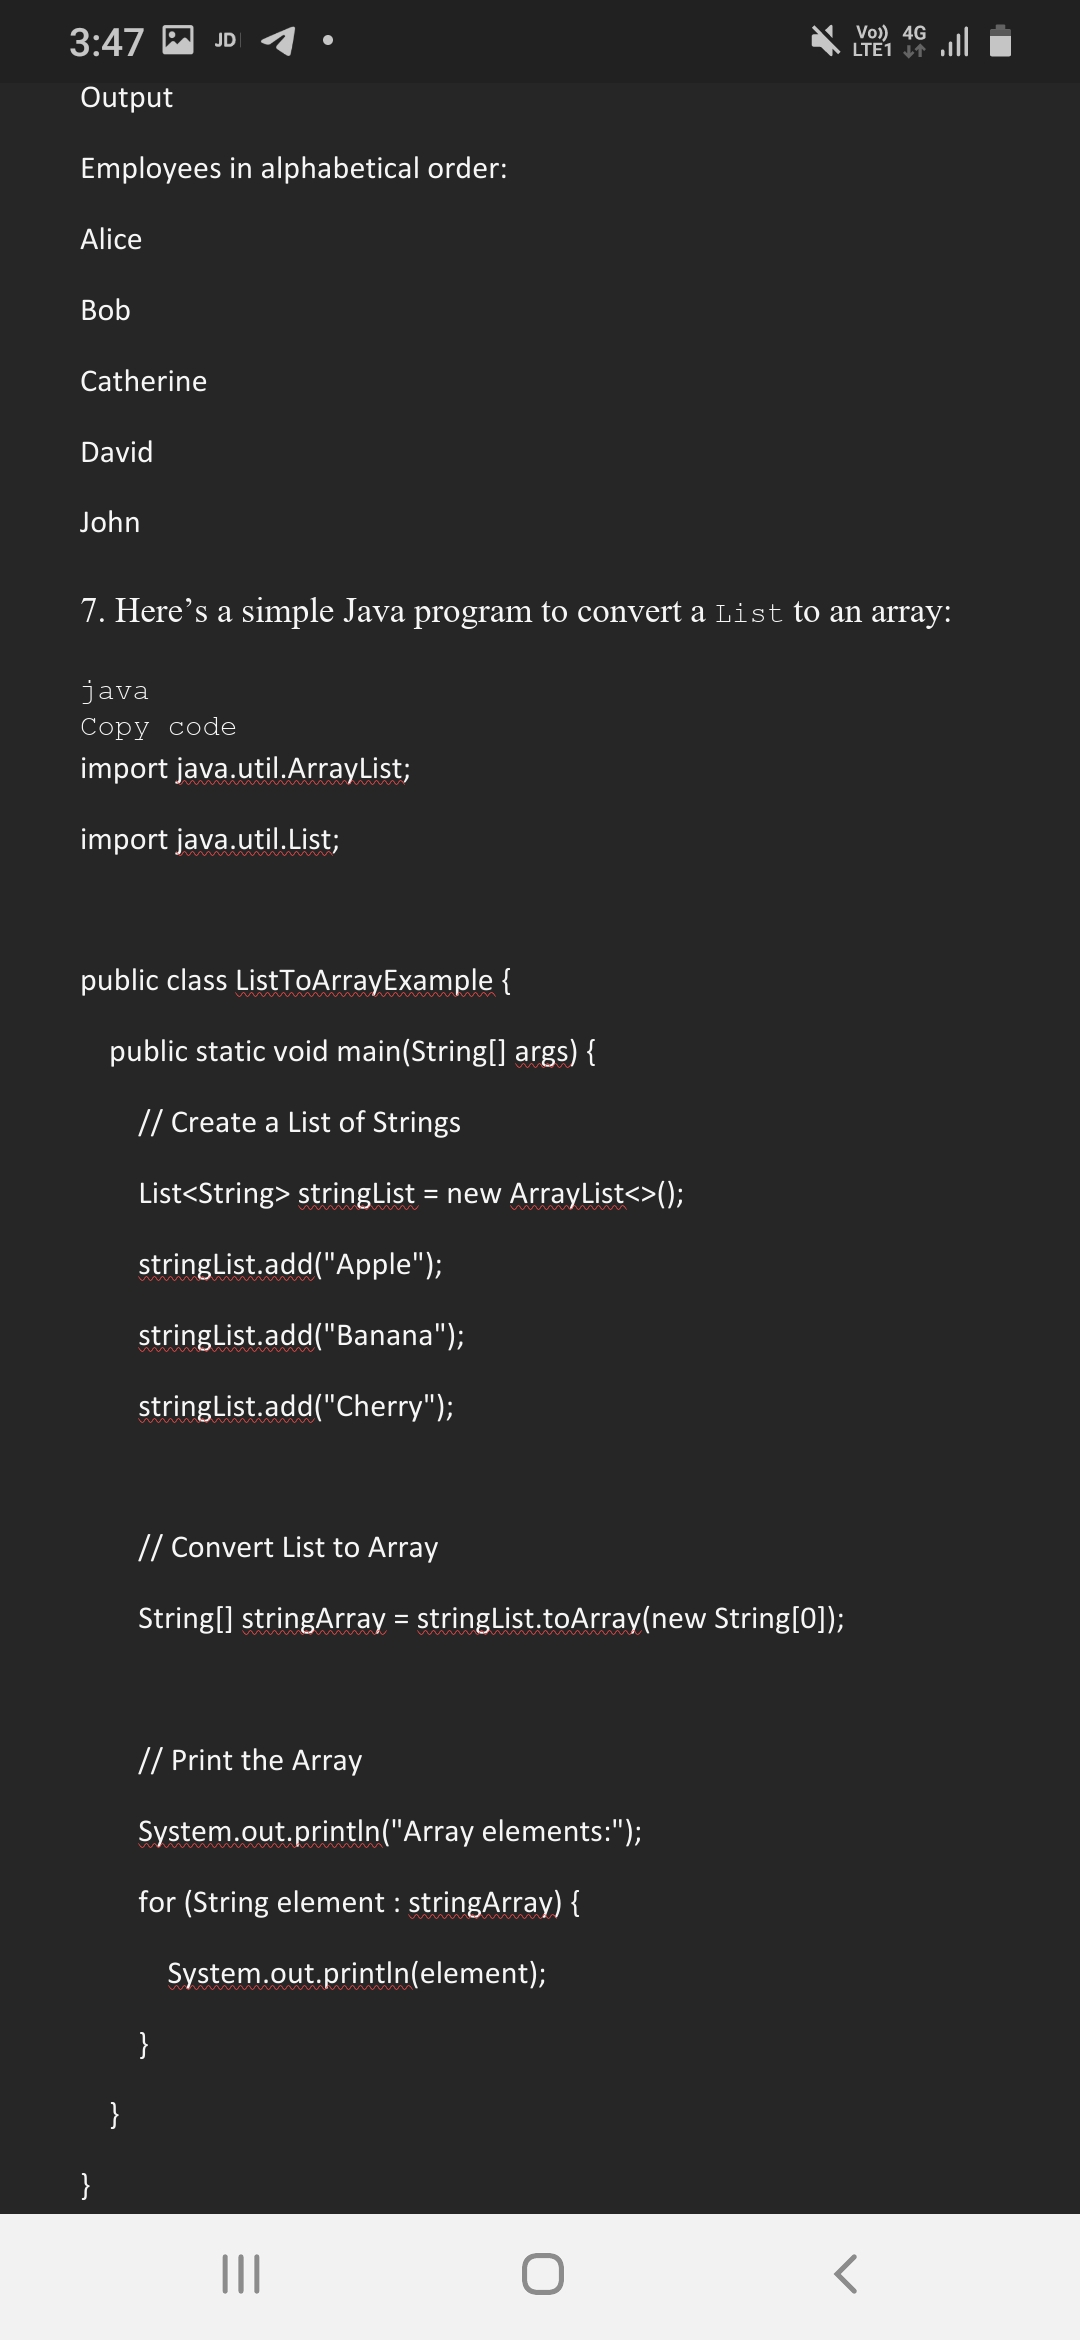 3:47 JD Vo)) LTE1 4G
Output
Employees in alphabetical order:
Alice
Bob
Catherine
David
John
7. Here’s a simple Java program to convert a List to an array:
java
Copy code
import java.util.ArrayList;
import java.util.List;
public class ListToArrayExample {
public static void main(String[] args) {
// Create a List of Strings
List<String> stringList = new ArrayList<>();
stringList.add("Apple");
stringList.add("Banana");
stringList.add("Cherry");
// Convert List to Array
String[] stringArray = stringList.toArray(new String[0]);
// Print the Array
System.out.println("Array elements:");
for (String element : stringArray) {
System.out.println(element);
}
}
}